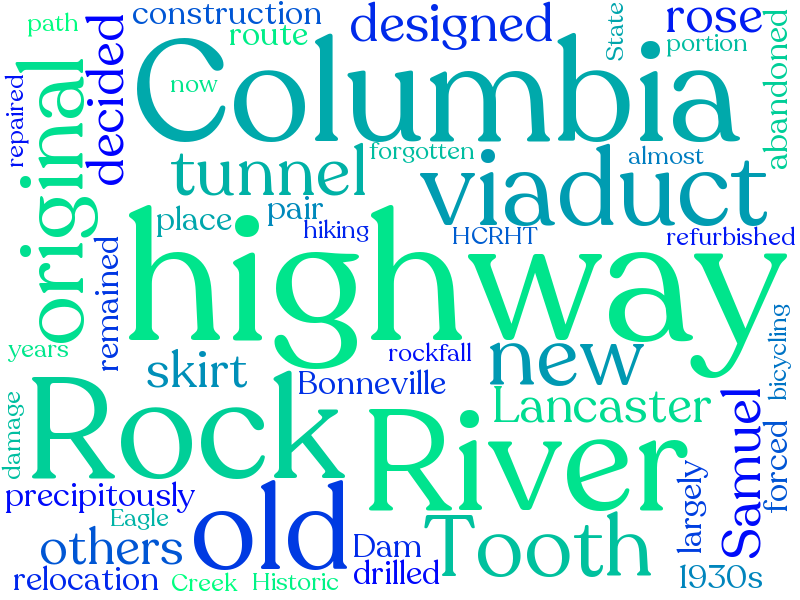 path
construction
designed
rose
State
route
portion
decided
abandoned
Columbia
now
repaired
original
forgotten
almost
tunnel
viaduct
pair
place
hiking
HCRHT
refurbished
highway
remained
years
rockfall
new
bicycling
skirt
Bonneville
Rock
Lancaster
damage
River
Samuel
forced
precipitously
largely
Eagle
old
Tooth
others
Dam
drilled
1930s
relocation
Creek
Historic